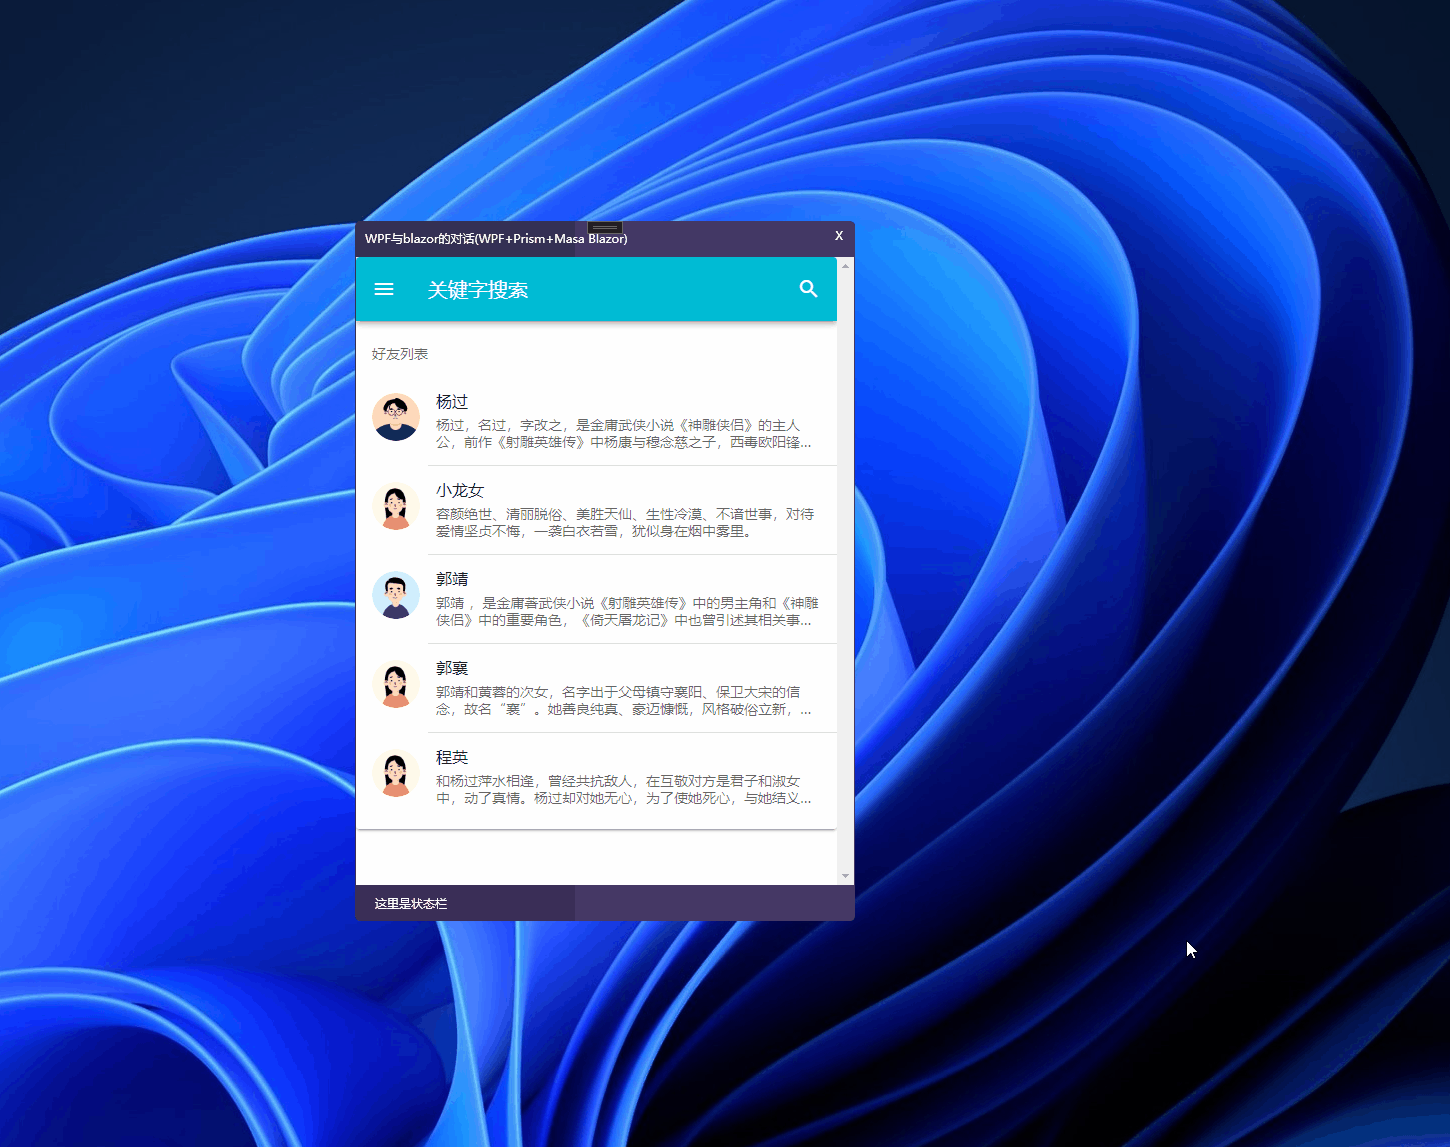 WPF与blazor的对话(WPF+Prism+Masa Blazor)
X
关键字搜索
好友列表
杨过
杨过，名过，字改之，是金庸武侠小说《神雕侠侣》的主人
公，前作《射雕英雄传》中杨康与穆念慈之子，西毒欧阳锋...
小龙女
容颜绝世、清丽脱俗、美胜天仙、生性冷漠、不谙世事，对待
爱情坚贞不悔，一袭白衣若雪，犹似身在烟中雾里。
郭靖
郭靖 ，是金庸著武侠小说《射雕英雄传》中的男主角和《神雕
侠侣》中的重要角色，《倚天屠龙记》中也曾引述其相关事...
郭襄
郭靖和黄蓉的次女，名字出于父母镇守襄阳、保卫大宋的信
念，故名“襄”。她善良纯真、豪迈慷慨，风格破俗立新，...
程英
和杨过萍水相逢，曾经共抗敌人，在互敬对方是君子和淑女
中，动了真情。杨过却对她无心，为了使她死心，与她结义...
这里是状态栏